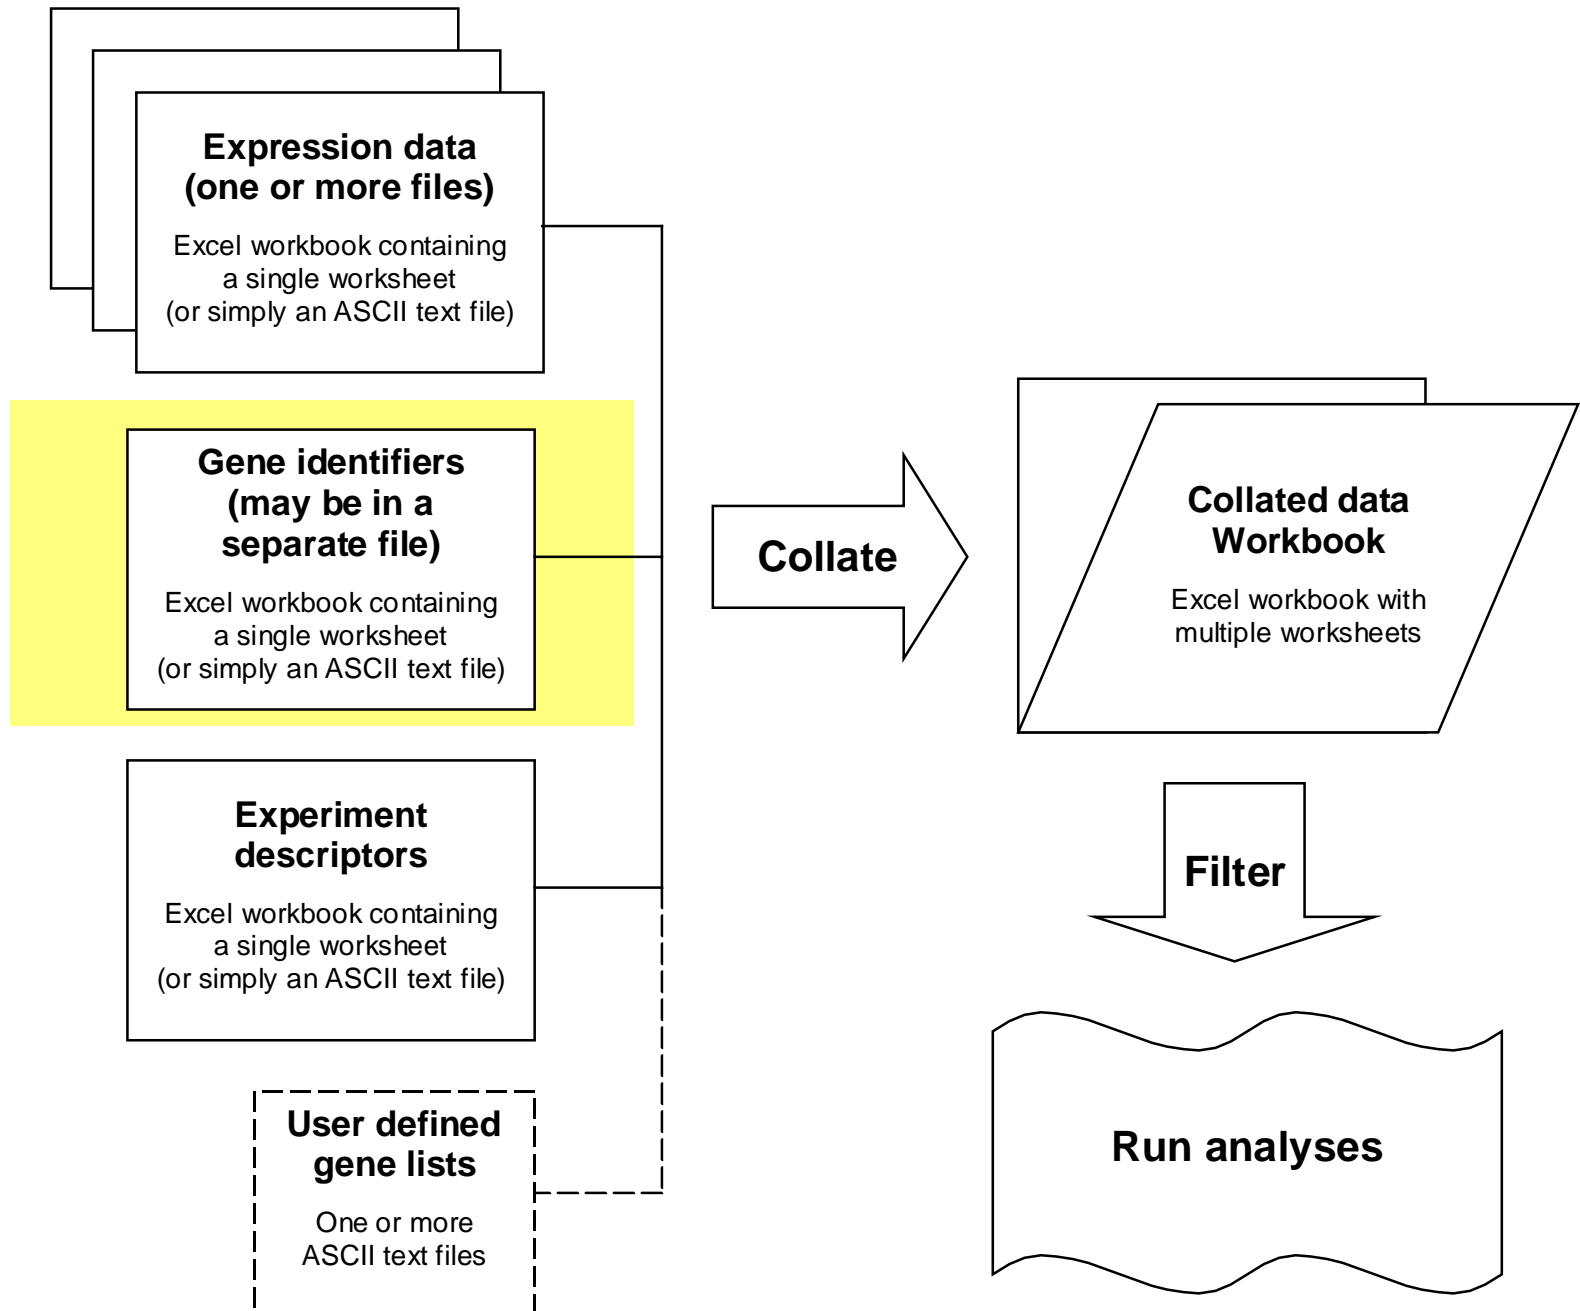 Expression data
(one or more files)
Excel workbook containing
a single worksheet
(or simply an ASCII text file)
Gene identifiers
(may be in a
separate file)
Excel workbook containing
a single worksheet
(or simply an ASCII text file)
Experiment
descriptors
Excel workbook containing
a single worksheet
(or simply an ASCII text file)
User defined
gene lists
One or more
ASCII text files
Collate
Collated data
Workbook
Excel workbook with
multiple worksheets
Filter
Run analyses